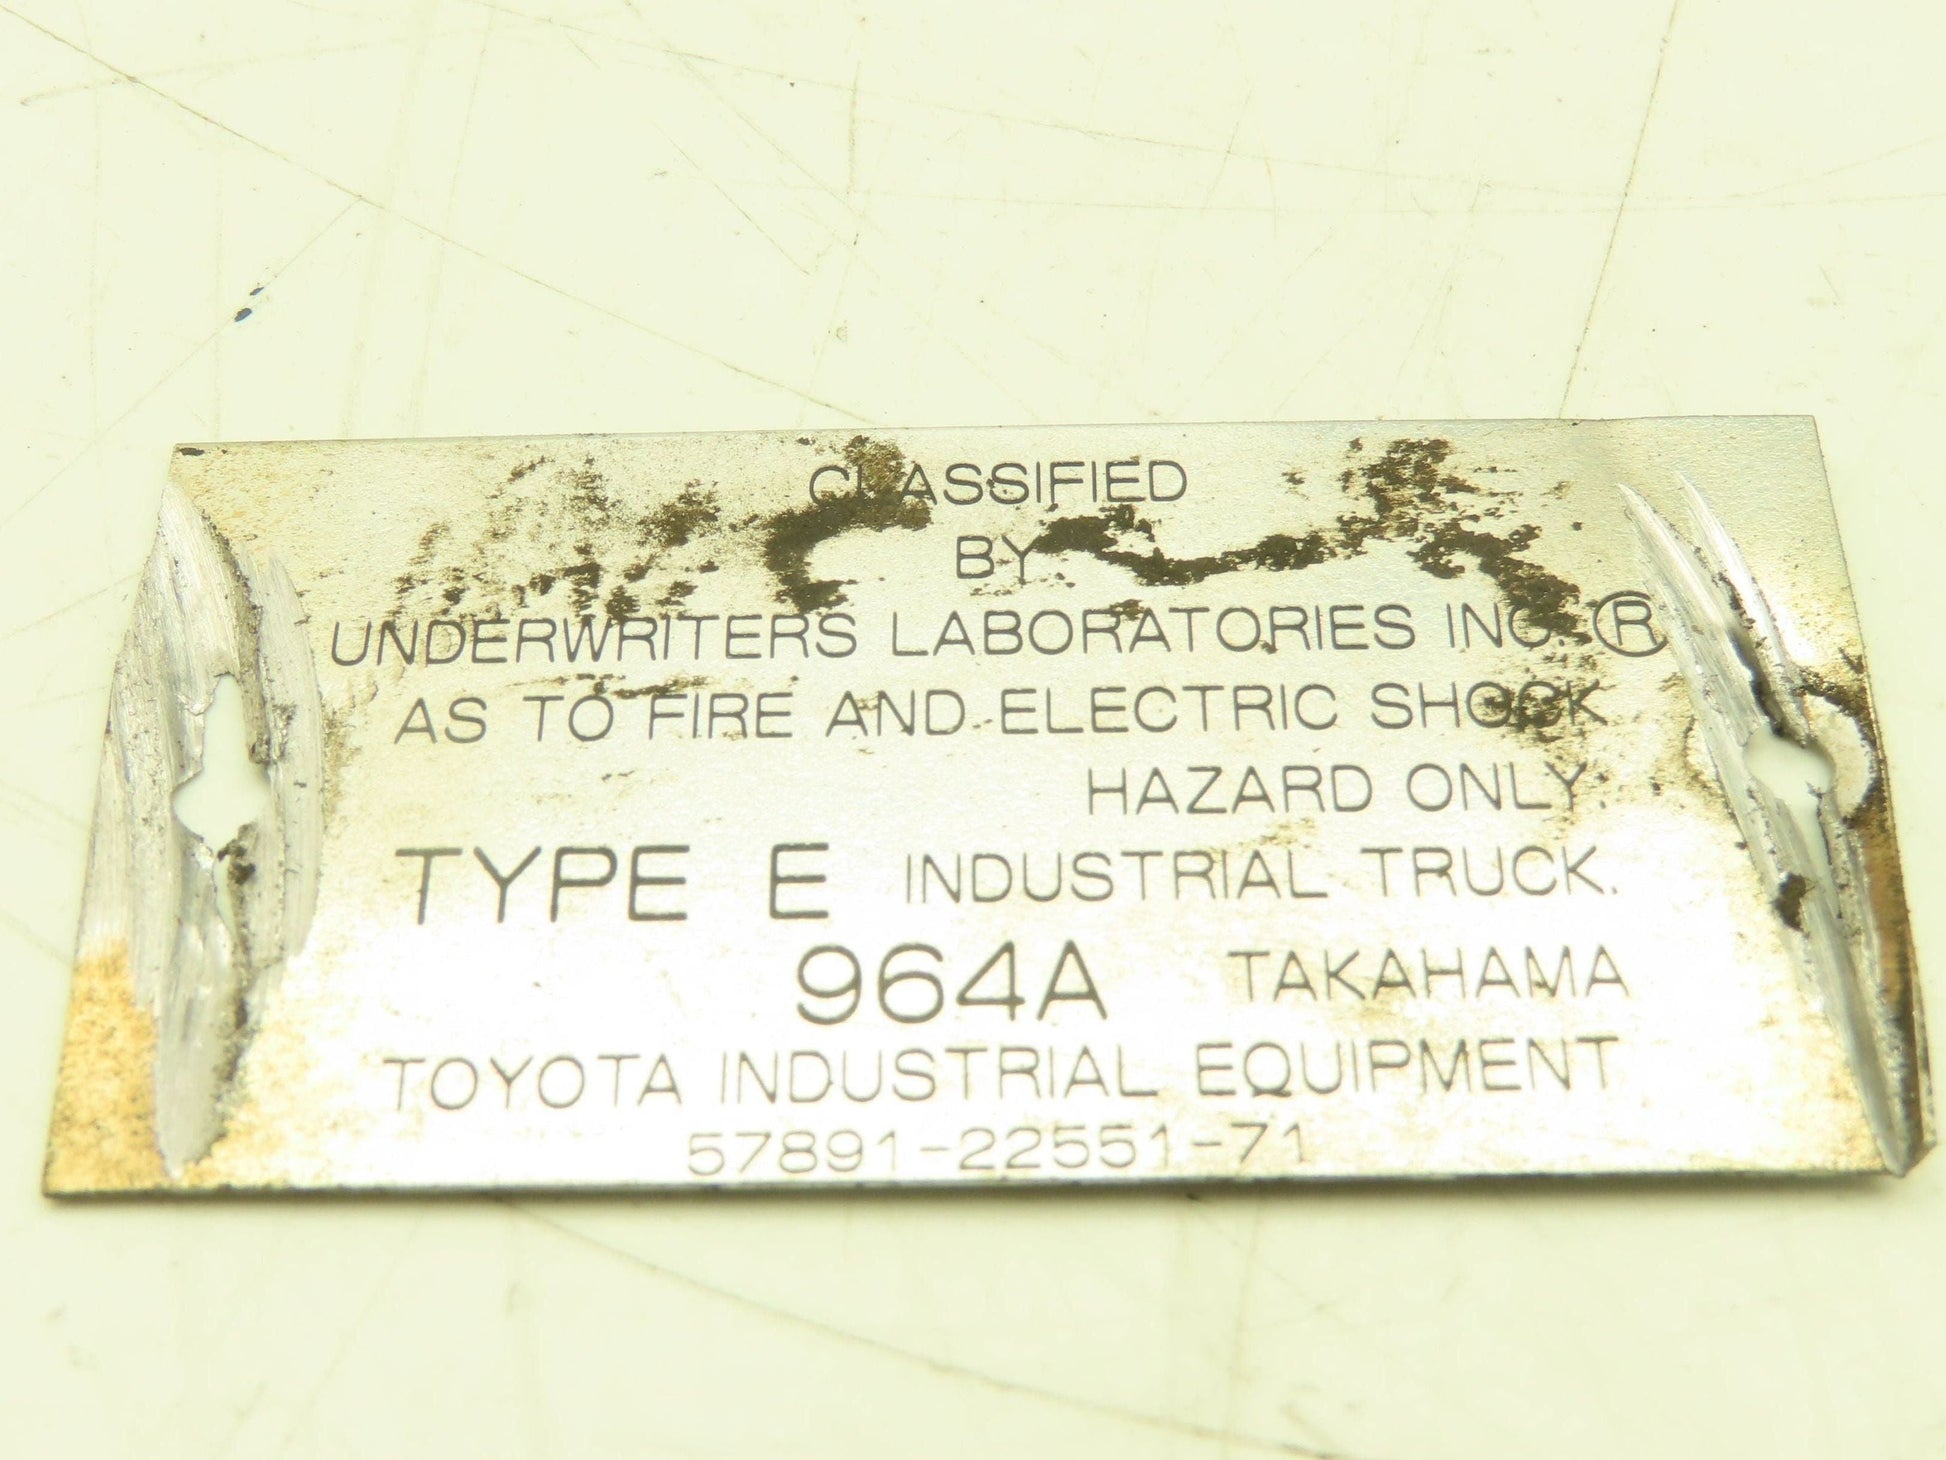 CLASSIFIED
BY
UNDERWRITERS LABORATORIES INC. ®
AS TO FIRE AND ELECTRIC SHOCK
HAZARD ONLY.
TYPE E INDUSTRIAL TRUCK.
964A TAKAHAMA
TOYOTA INDUSTRIAL EQUIPMENT
57891-22551-71